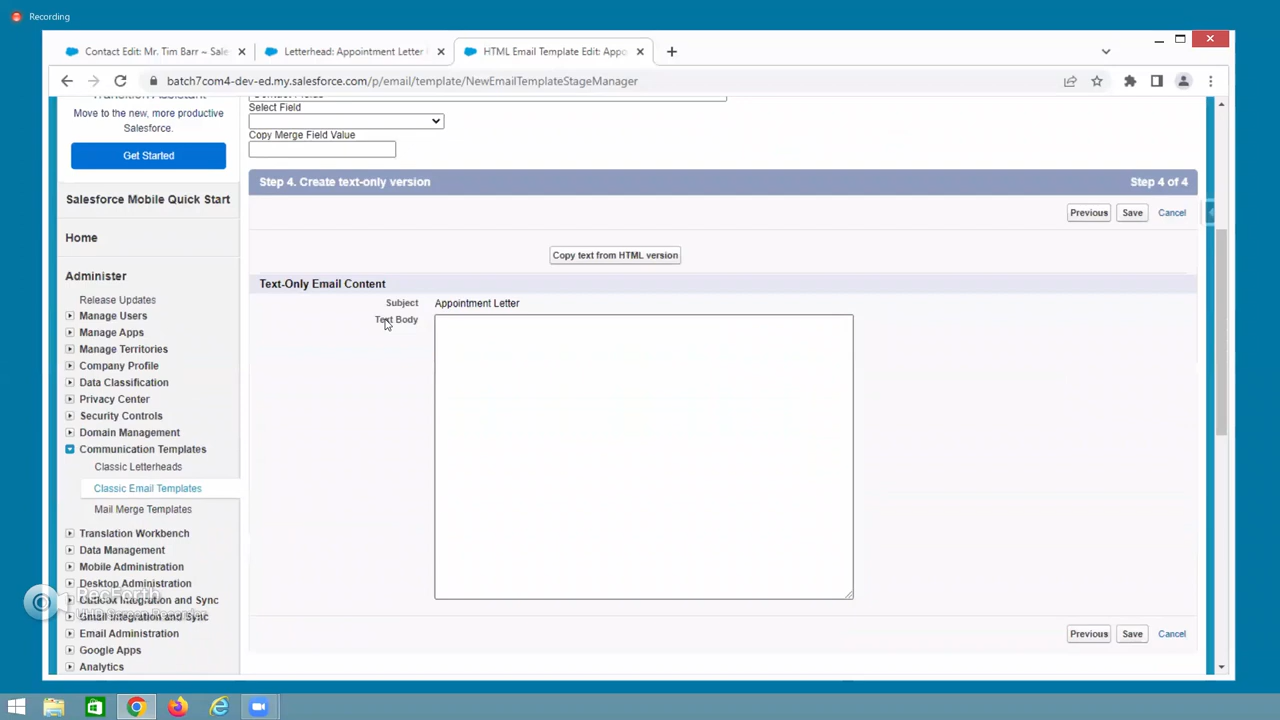 Recording
Contact Edit: Mr. Tim Barr ~ Sale
Letterhead: Appointment Letter
HTML Email Template Edit: Appo
batch7com4-dev-ed.my.salesforce.com/p/email/template/NewEmailTemplateStageManager
Move to the new, more productive
Salesforce.
Get Started
Salesforce Mobile Quick Start
Home
Administer
Release Updates
Manage Users
Manage Apps
Manage Territories
Company Profile
Data Classification
Privacy Center
Security Controls
Domain Management
Communication Templates
Classic Letterheads
Classic Email Templates
Mail Merge Templates
Translation Workbench
Data Management
Mobile Administration
Desktop Administration
Outlook Integration and Sync
Gmail Integration and Sync
Email Administration
Google Apps
Analytics
RecForth
UHD Screen Recorder
Select Field
Copy Merge Field Value
Step 4. Create text-only version
Step 4 of 4
Previous Save Cancel
Copy text from HTML version
Text-Only Email Content
Subject Appointment Letter
Text Body
Previous Save Cancel